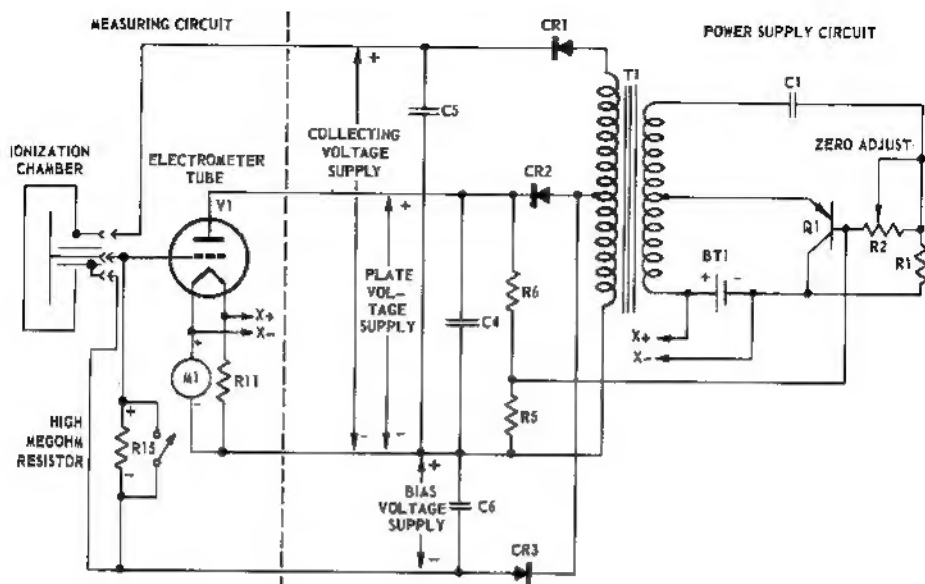 MEASURING CIRCUIT
POWER SUPPLY CIRCUIT
CR1
T1
C1
+
C5
IONIZATION
CHAMBER
ELECTROMETER
TUBE
V1
COLLECTING
VOLTAGE
SUPPLY
CR2
ZERO ADJUST
+
Q1
R2
R1
BT1
+ -
PLATE
VOL-
TAGE
SUPPLY
R6
C4
X+
X-
X+
X-
+
M1
-
R11
HIGH
MEGOHM
RESISTOR
+
R15
-
R5
- -
+
BIAS
VOLTAGE
SUPPLY
-
C6
CR3